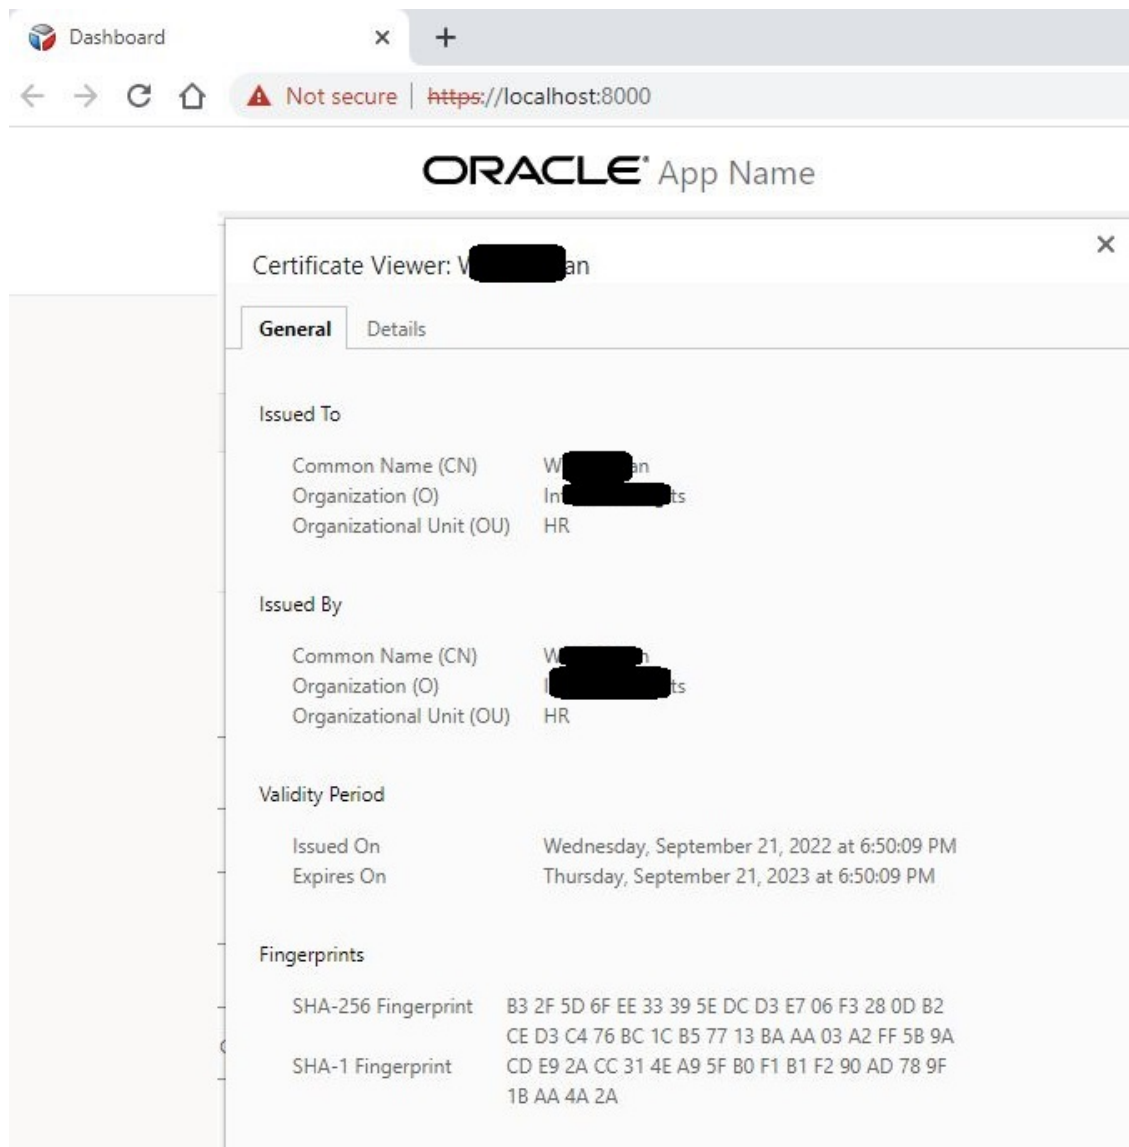 Dashboard
Not secure https://localhost:8000
ORACLE App Name
Certificate Viewer:
General Details
Issued To
Common Name (CN)
Organization (O)
Organizational Unit (OU) HR
Issued By
Common Name (CN)
Organization (O)
Organizational Unit (OU) HR
Validity Period
Issued On Wednesday, September 21, 2022 at 6:50:09 PM
Expires On Thursday, September 21, 2023 at 6:50:09 PM
Fingerprints
SHA-256 Fingerprint B3 2F 5D 6F EE 33 39 5E DC D3 E7 06 F3 28 0D B2
CE D3 C4 76 BC 1C B5 77 13 BA AA 03 A2 FF 5B 9A
SHA-1 Fingerprint CD E9 2A CC 31 4E A9 5F B0 F1 B1 F2 90 AD 78 9F
1B AA 4A 2A